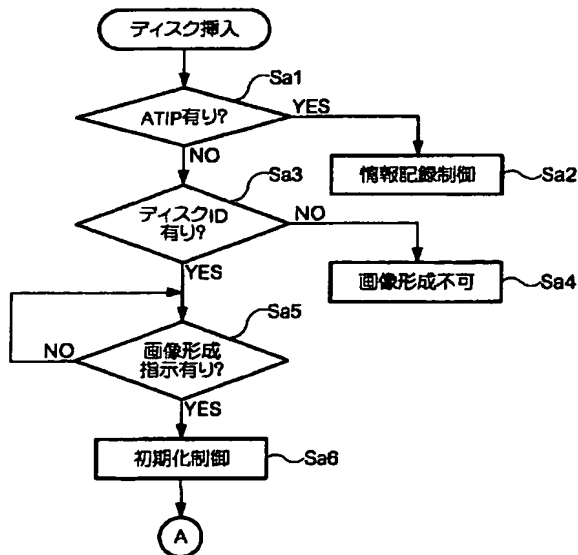 ディスク挿入
Sa1
ATIP有り?
YES
NO
情報記録制御
Sa2
Sa3
ディスクID
有り?
NO
YES
画像形成不可
Sa4
Sa5
画像形成
指示有り?
NO
YES
初期化制御
Sa6
A